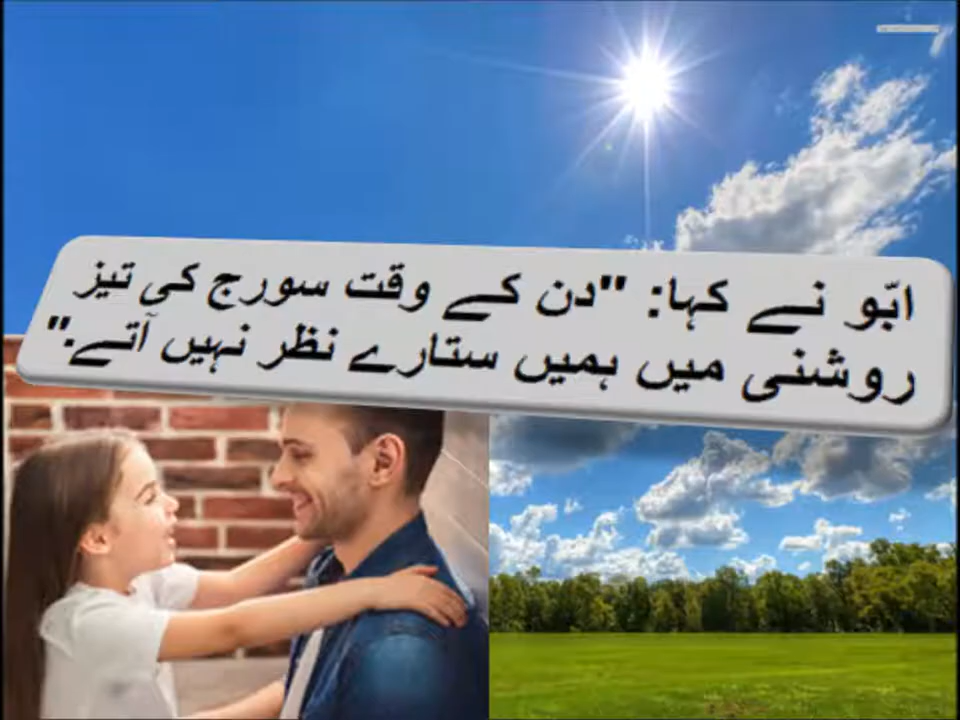 ابّو نے کہا: "دن کے وقت سورج کی تیز
روشنی میں ہمیں ستارے نظر نہیں آتے."